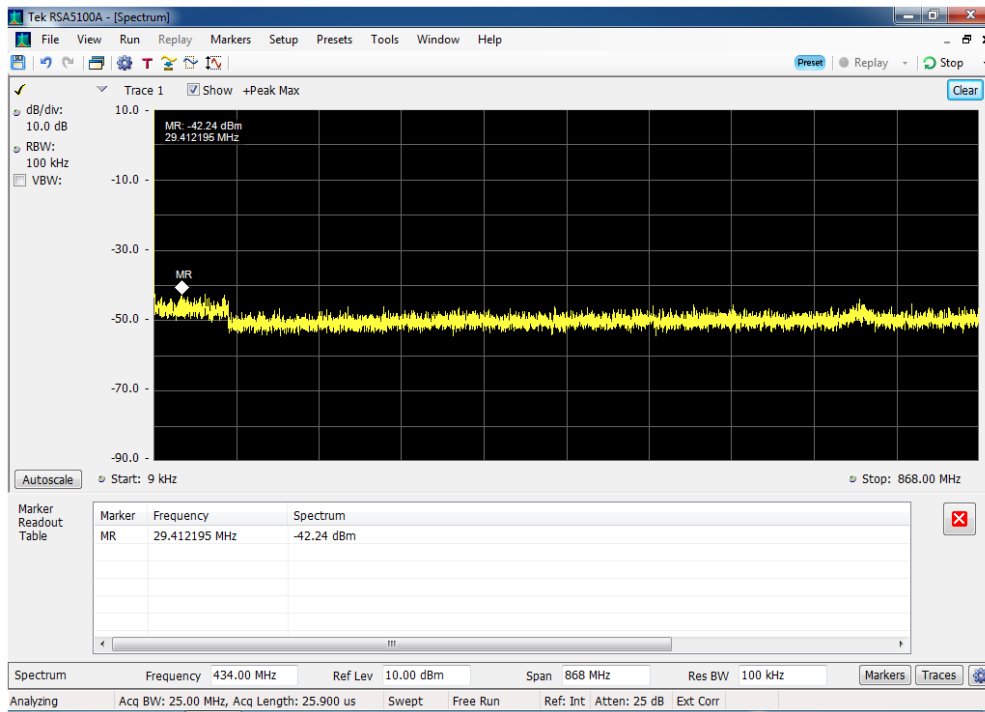 Tek RSA5100A - [Spectrum]
File View Run Replay Markers Setup Presets Tools Window Help
T Preset Replay Stop
Trace 1 Show +Peak Max Clear
dB/div:
10.0 dB
RBW:
100 kHz
VBW:
10.0 -
-10.0 -
-30.0 -
-50.0 -
-70.0 -
-90.0 -
MR: -42.24 dBm
29.412195 MHz
MR
Autoscale Start: 9 kHz Stop: 868.00 MHz
Marker
Readout
Table
Marker Frequency Spectrum
MR 29.412195 MHz -42.24 dBm
Spectrum Frequency 434.00 MHz Ref Lev 10.00 dBm Span 868 MHz Res BW 100 kHz Markers Traces
Analyzing Acq BW: 25.00 MHz, Acq Length: 25.900 us Swept Free Run Ref: Int Atten: 25 dB Ext Corr